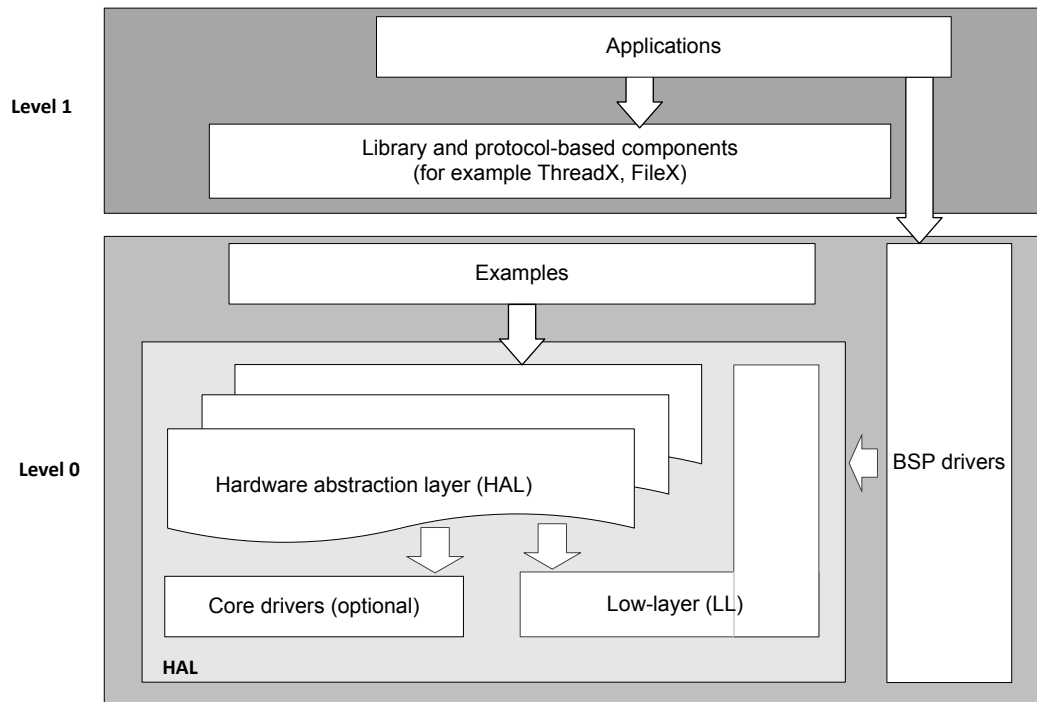 Applications
Level 1
Library and protocol-based components
(for example ThreadX, FileX)
Examples
Level 0
BSP drivers
Hardware abstraction layer (HAL)
Core drivers (optional)
Low-layer (LL)
HAL